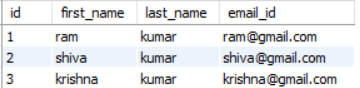 id first_name last_name email_id
1 ram kumar ram@gmail.com
2 shiva kumar shiva@gmail.com
3 krishna kumar krishna@gmail.com